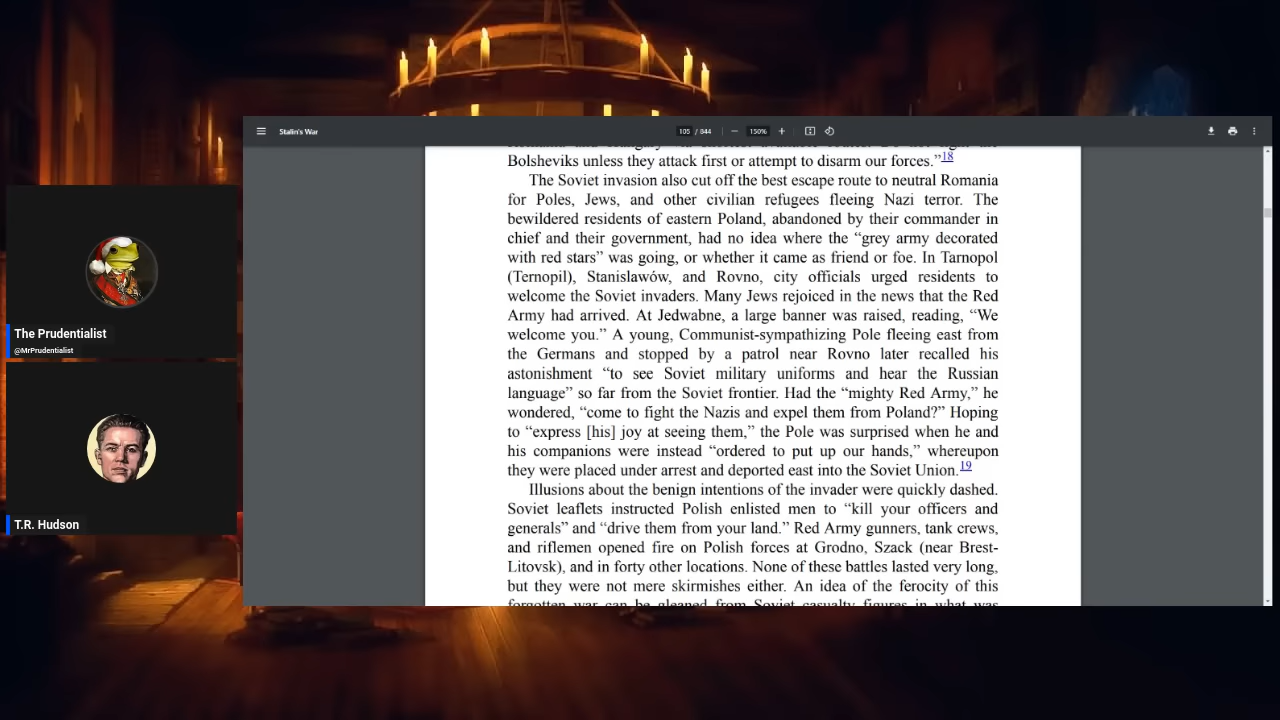 Stalin's War
105 / 844
150%
Bolsheviks unless they attack first or attempt to disarm our forces.”18
The Soviet invasion also cut off the best escape route to neutral Romania
for Poles, Jews, and other civilian refugees fleeing Nazi terror. The
bewildered residents of eastern Poland, abandoned by their commander in
chief and their government, had no idea where the “grey army decorated
with red stars” was going, or whether it came as friend or foe. In Tarnopol
(Ternopil), Stanisławów, and Rovno, city officials urged residents to
welcome the Soviet invaders. Many Jews rejoiced in the news that the Red
Army had arrived. At Jedwabne, a large banner was raised, reading, “We
welcome you.” A young, Communist-sympathizing Pole fleeing east from
the Germans and stopped by a patrol near Rovno later recalled his
astonishment “to see Soviet military uniforms and hear the Russian
language” so far from the Soviet frontier. Had the “mighty Red Army,” he
wondered, “come to fight the Nazis and expel them from Poland?” Hoping
to “express [his] joy at seeing them,” the Pole was surprised when he and
his companions were instead “ordered to put up our hands,” whereupon
they were placed under arrest and deported east into the Soviet Union.19
Illusions about the benign intentions of the invader were quickly dashed.
Soviet leaflets instructed Polish enlisted men to “kill your officers and
generals” and “drive them from your land.” Red Army gunners, tank crews,
and riflemen opened fire on Polish forces at Grodno, Szack (near Brest-
Litovsk), and in forty other locations. None of these battles lasted very long,
but they were not mere skirmishes either. An idea of the ferocity of this
forgotten war can be gleaned from Soviet casualty figures in what was
The Prudentialist
@MrPrudentialist
T.R. Hudson